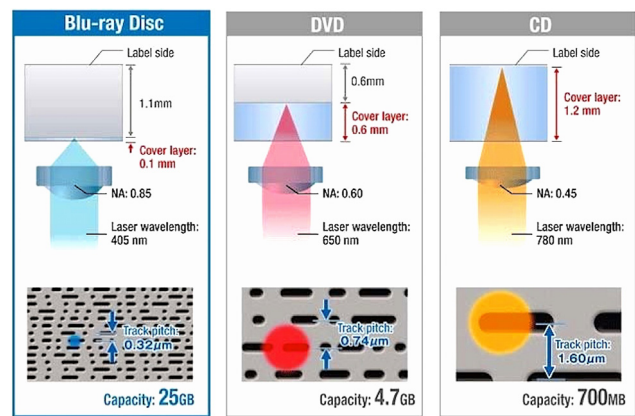 Blu-ray Disc
Label side
1.1mm
Cover layer:
0.1 mm
NA: 0.85
Laser wavelength:
405 nm
Track pitch:
0.32µm
Capacity: 25GB
DVD
Label side
0.6mm
Cover layer:
0.6 mm
NA: 0.60
Laser wavelength:
650 nm
Track pitch:
0.74µm
Capacity: 4.7GB
CD
Label side
Cover layer:
1.2 mm
NA: 0.45
Laser wavelength:
780 nm
Track pitch:
1.60µm
Capacity: 700MB